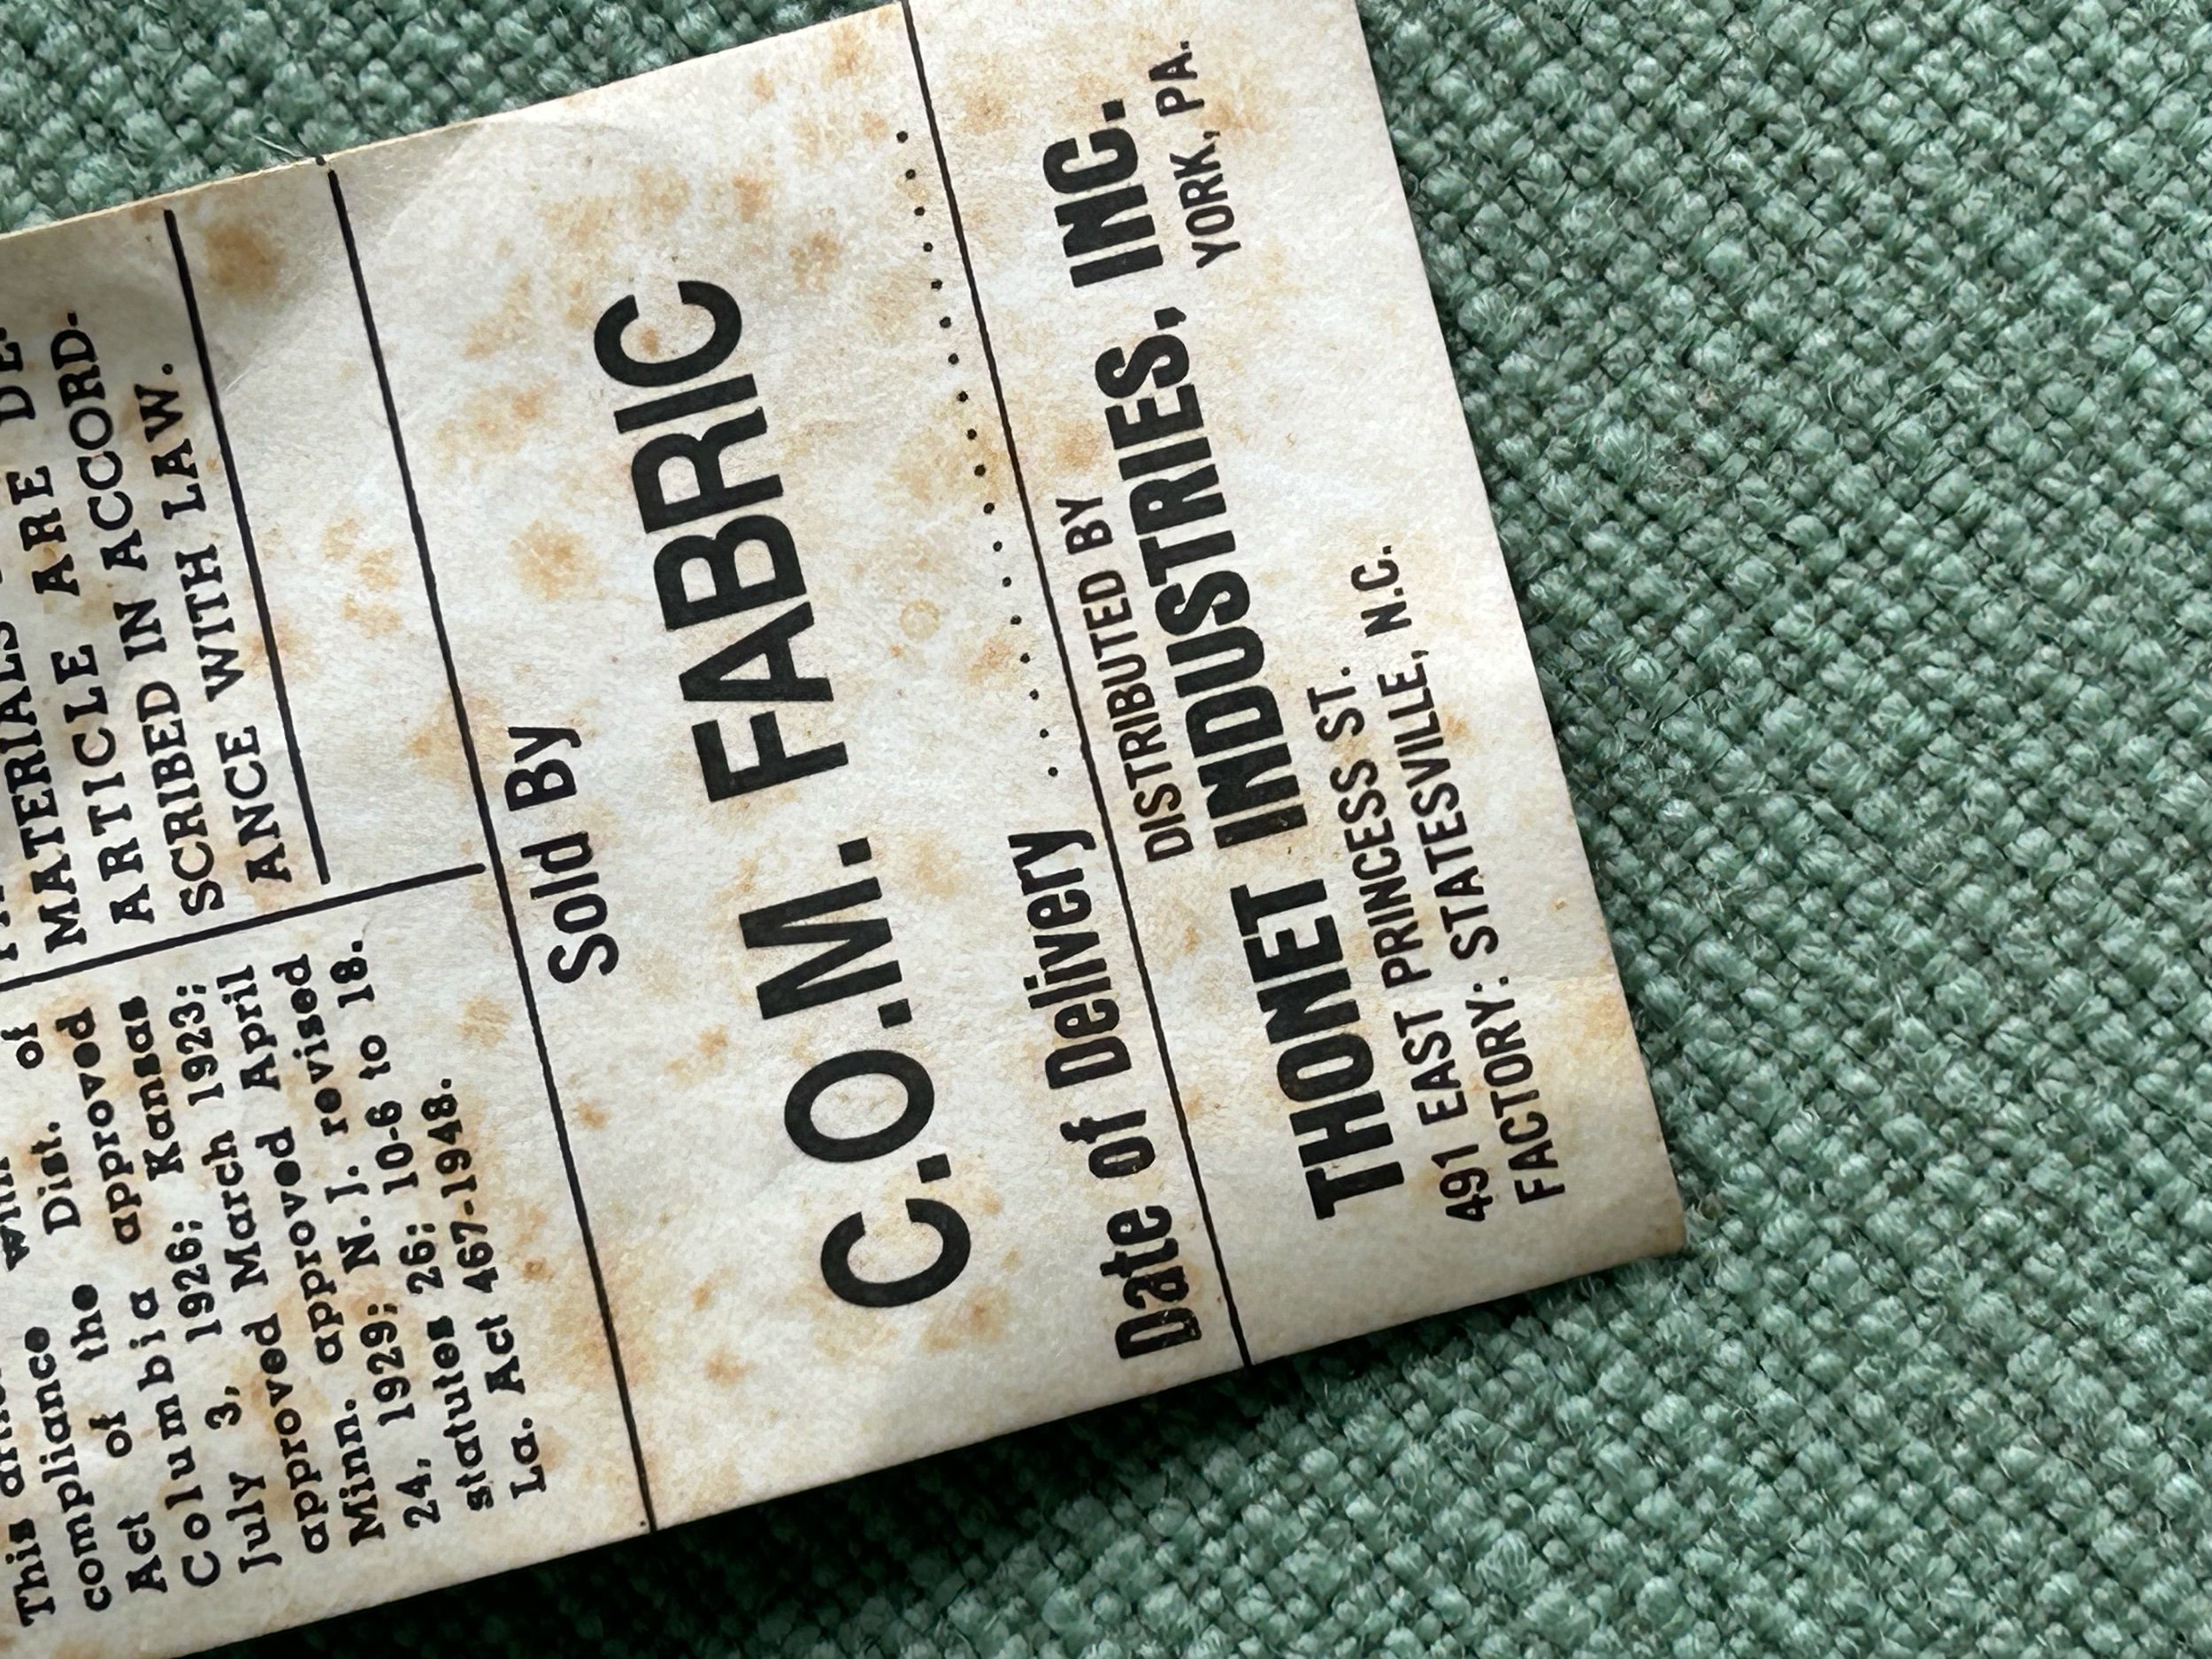 MATERIALS
MATERIALS ARE DE-
ARTICLE ARE
SCRIBED IN ACCORD-
ANCE WITH LAW.
This
compliance with
Act of the Dist. of
Columbia approved
July 3, 1926; Kansas
approved March 1923;
Minn. approved April
24, 1929; N. J. revised
statutes 26: 10-6 to 18.
La. Act 467-1948.
Sold By
C.O.M. FABRIC
Date of Delivery ..................
DISTRIBUTED BY
THONET INDUSTRIES, INC.
491 EAST PRINCESS ST. YORK, PA.
FACTORY: STATESVILLE, N.C.